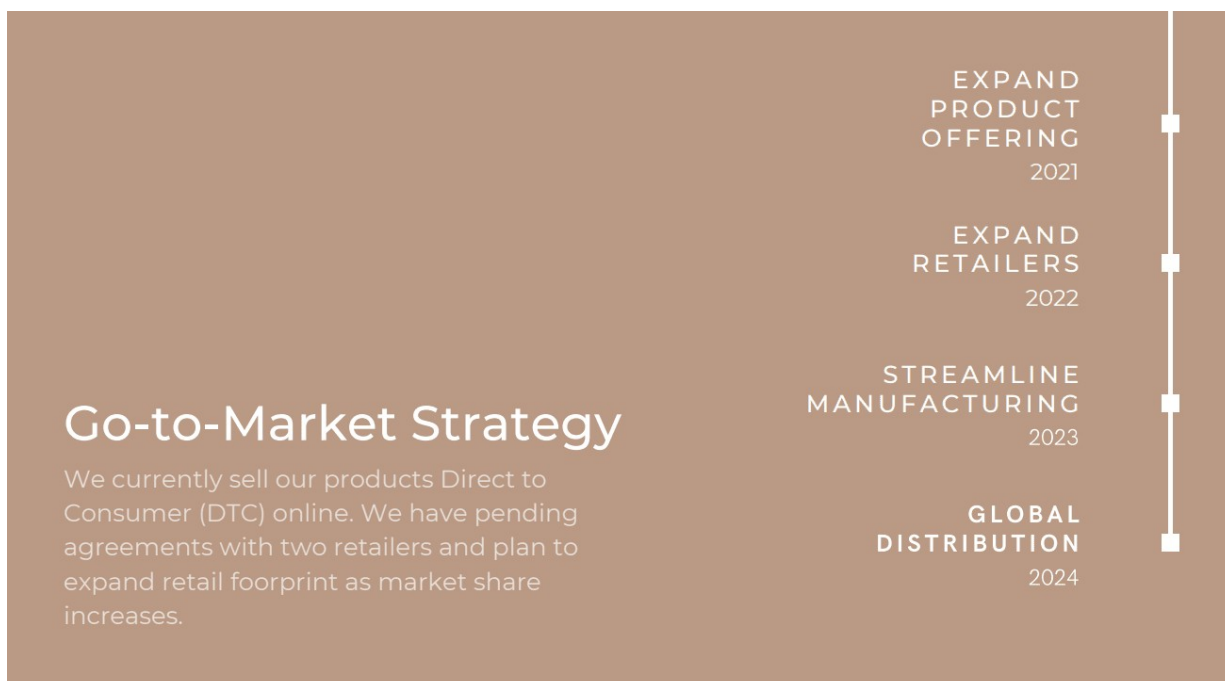 Go-to-Market Strategy
We currently sell our products Direct to
Consumer (DTC) online. We have pending
agreements with two retailers and plan to
expand retail foorprint as market share
increases.
EXPAND
PRODUCT
OFFERING
2021
EXPAND
RETAILERS
2022
STREAMLINE
MANUFACTURING
2023
GLOBAL
DISTRIBUTION
2024